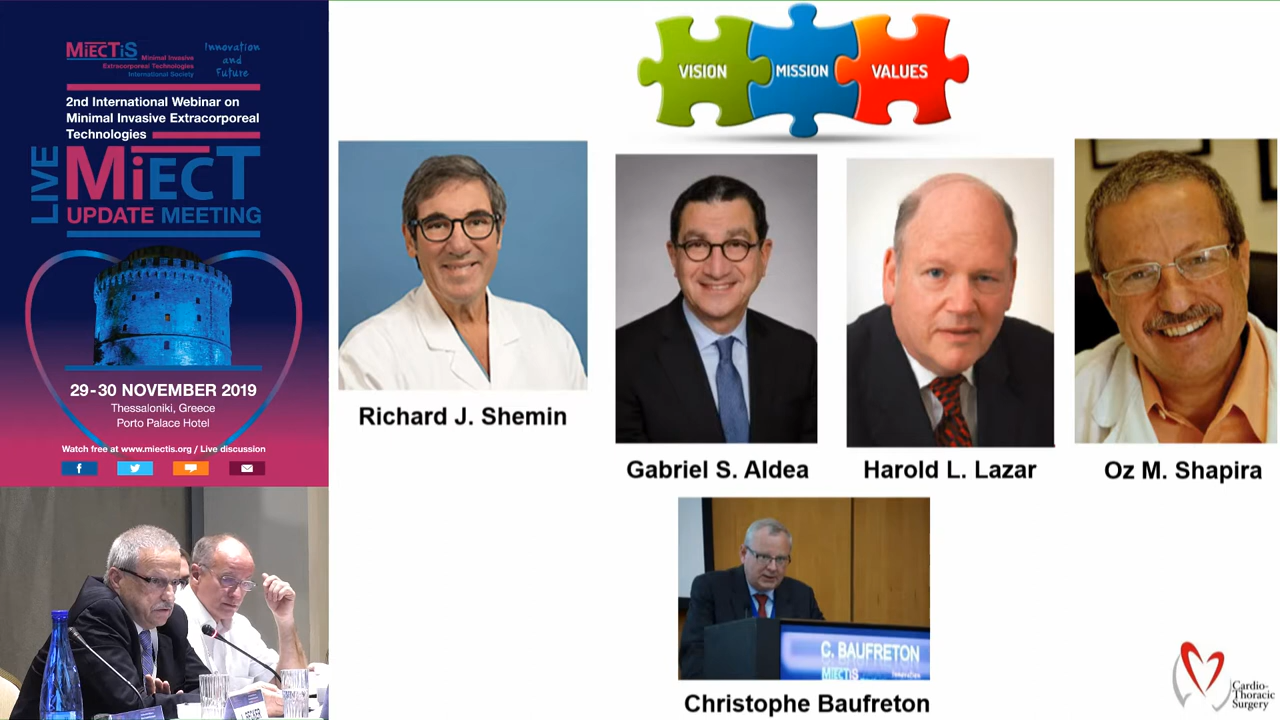 MiECTiS
Minimal Invasive
Extracorporeal Technologies
International Society
Innovation
and
Future
2nd International Webinar on
Minimal Invasive Extracorporeal
Technologies
LIVE
MiECT
UPDATE MEETING
29-30 NOVEMBER 2019
Thessaloniki, Greece
Porto Palace Hotel
Watch free at www.miectis.org / Live discussion
VISION
MISSION
VALUES
Richard J. Shemin
Gabriel S. Aldea
Harold L. Lazar
Oz M. Shapira
C. BAUFRETON
MiECTiS
Christophe Baufreton
Cardio-
Thoracic
Surgery